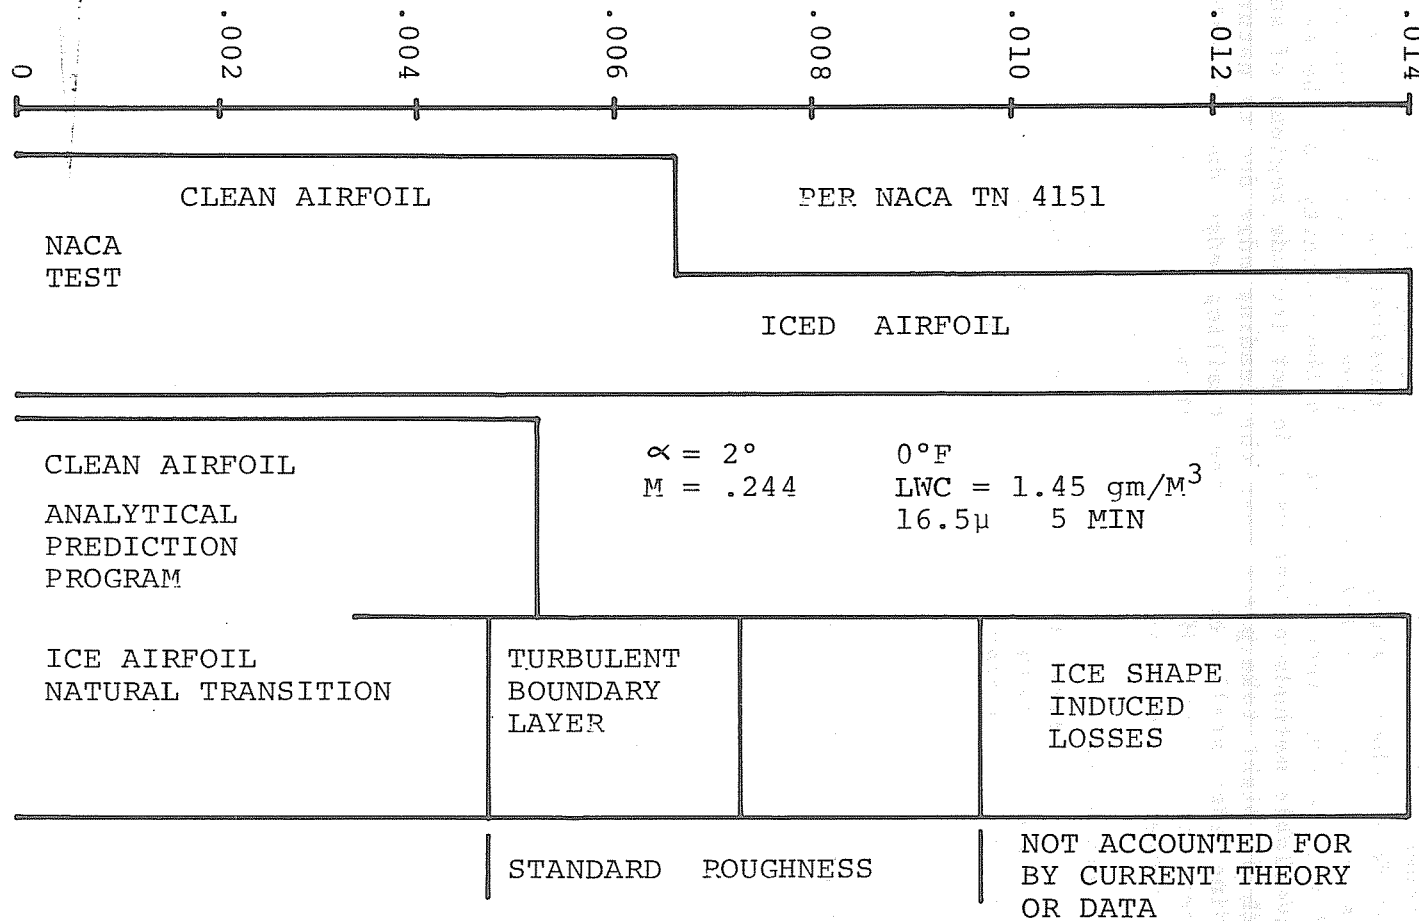 0
.002
.004
.006
.008
.010
.012
.014
CLEAN AIRFOIL
PER NACA TN 4151
NACA
TEST
ICED AIRFOIL
CLEAN AIRFOIL
ANALYTICAL
PREDICTION
PROGRAM
∝ = 2°
M = .244
0°F
LWC = 1.45 gm/M³
16.5µ 5 MIN
ICE AIRFOIL
NATURAL TRANSITION
TURBULENT
BOUNDARY
LAYER
ICE SHAPE
INDUCED
LOSSES
STANDARD ROUGHNESS
NOT ACCOUNTED FOR
BY CURRENT THEORY
OR DATA